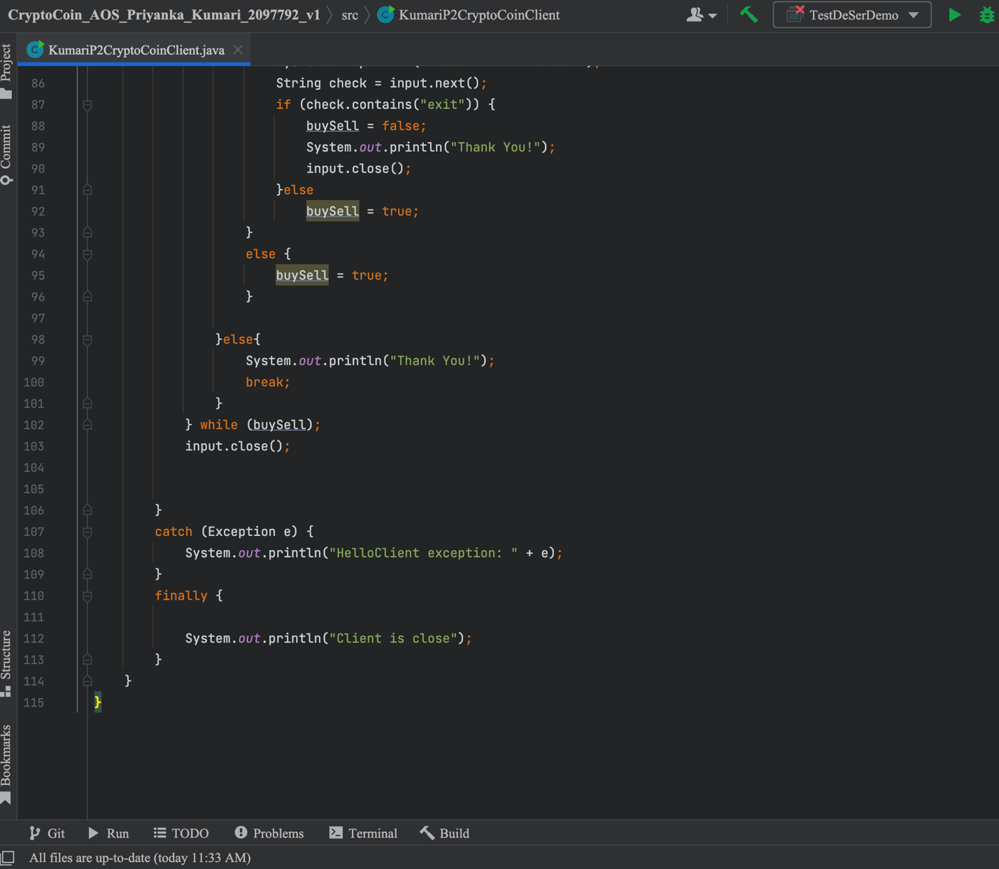 CryptoCoin_AOS_Priyanka_Kumari_2097792_v1 src KumariP2CryptoCoinClient TestDeSerDemo
KumariP2CryptoCoinClient.java
Project
Commit
Structure
Bookmarks
86 String check = input.next();
87 if (check.contains("exit")) {
88 buySell = false;
89 System.out.println("Thank You!");
90 input.close();
91 }else
92 buySell = true;
93 }
94 else {
95 buySell = true;
96 }
97
98 }else{
99 System.out.println("Thank You!");
100 break;
101 }
102 } while (buySell);
103 input.close();
104
105
106 }
107 catch (Exception e) {
108 System.out.println("HelloClient exception: " + e);
109 }
110 finally {
111
112 System.out.println("Client is close");
113 }
114 }
115 }
Git Run TODO Problems Terminal Build
All files are up-to-date (today 11:33 AM)